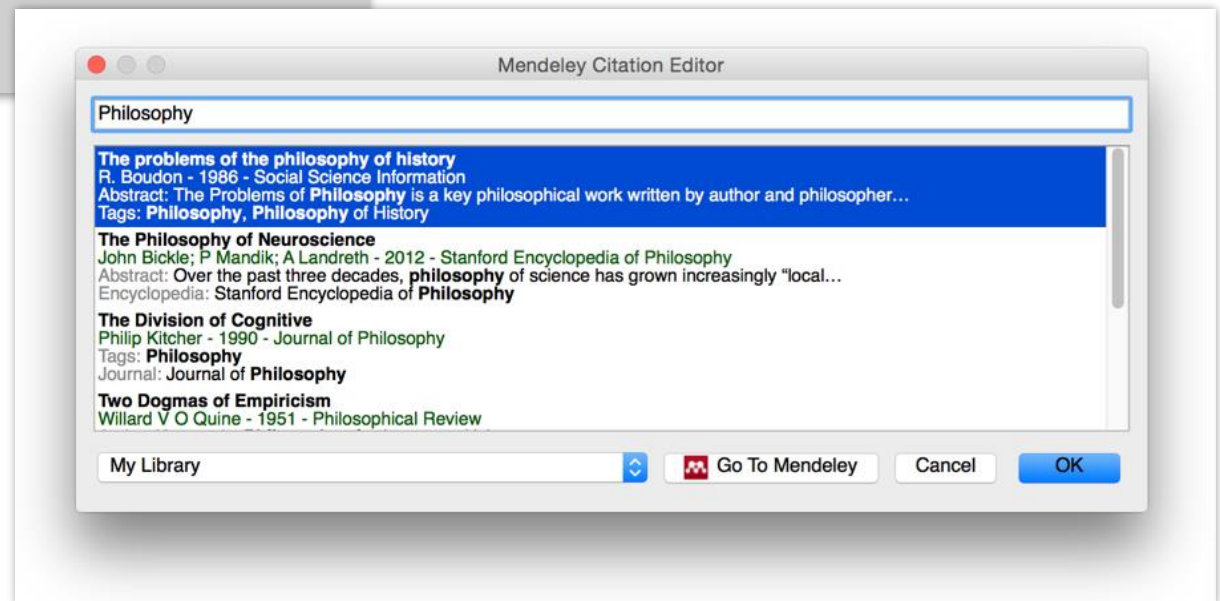 Mendeley Citation Editor
Philosophy
The problems of the philosophy of history
R. Boudon - 1986 - Social Science Information
Abstract: The Problems of Philosophy is a key philosophical work written by author and philosopher...
Tags: Philosophy, Philosophy of History
The Philosophy of Neuroscience
John Bickle; P Mandik; A Landreth - 2012 - Stanford Encyclopedia of Philosophy
Abstract: Over the past three decades, philosophy of science has grown increasingly “local...
Encyclopedia: Stanford Encyclopedia of Philosophy
The Division of Cognitive
Philip Kitcher - 1990 - Journal of Philosophy
Tags: Philosophy
Journal: Journal of Philosophy
Two Dogmas of Empiricism
Willard V O Quine - 1951 - Philosophical Review
My Library
Go To Mendeley
Cancel
OK